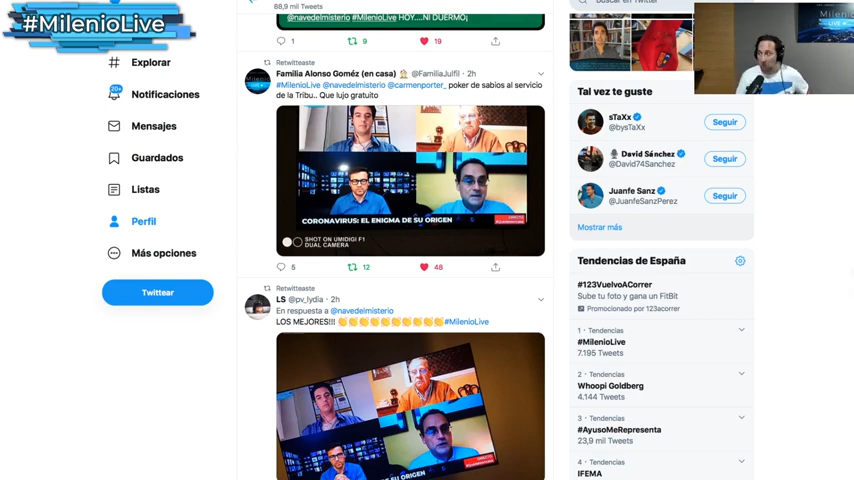 #MilenioLive
Explorar
20+
Notificaciones
Mensajes
Guardados
Listas
Perfil
Más opciones
Twittear
88,9 mil Tweets
@navedelmisterio #MilenioLive HOY....NI DUERMO¡
1 9 19
Retwitteaste
Familia Alonso Goméz (en casa) @FamiliaJulfil · 2h
#MilenioLive @navedelmisterio @carmenporter_ poker de sabios al servicio
de la Tribu.. Que lujo gratuito
CORONAVIRUS: EL ENIGMA DE SU ORIGEN
DIRECTO
SHOT ON UMIDIGI F1
DUAL CAMERA
5 12 48
Retwitteaste
LS @pv_lydia · 2h
En respuesta a @navedelmisterio
LOS MEJORES!!! 👏👏👏👏👏👏👏👏👏#MilenioLive
DE SU ORIGEN
Buscar en Twitter
Tal vez te guste
sTaXx
@bysTaXx
Seguir
David Sánchez
@David74Sanchez
Seguir
Juanfe Sanz
@JuanfeSanzPerez
Seguir
Mostrar más
Tendencias de España
#123VuelvoACorrer
Sube tu foto y gana un FitBit
Promocionado por 123acorrer
1 · Tendencias
#MilenioLive
7.195 Tweets
2 · Tendencias
Whoopi Goldberg
4.144 Tweets
3 · Tendencias
#AyusoMeRepresenta
23,9 mil Tweets
4 · Tendencias
IFEMA